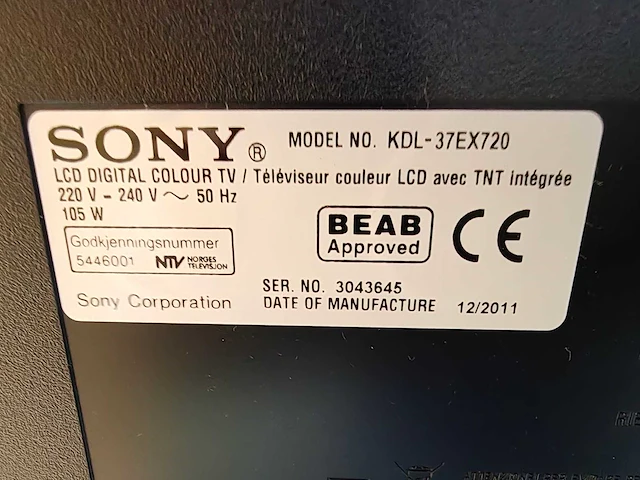 SONY® MODEL NO. KDL-37EX720
LCD DIGITAL COLOUR TV / Téléviseur couleur LCD avec TNT intégrée
220 V - 240 V ~ 50 Hz
105 W
BEAB
Approved
CE
Godkjenningsnummer
5446001 NTV NORGES
TELEVISJON
SER. NO. 3043645
Sony Corporation DATE OF MANUFACTURE 12/2011